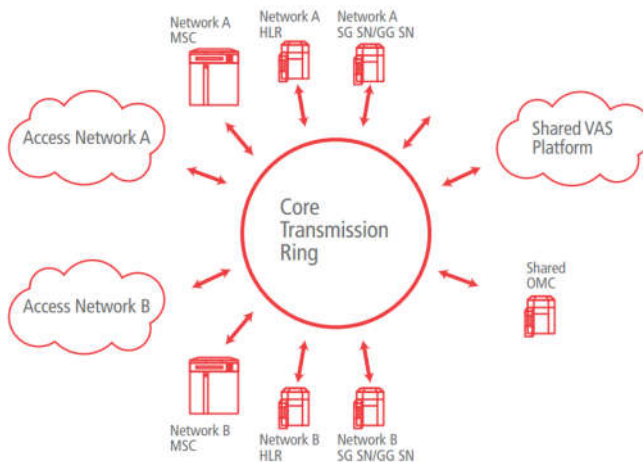 Network A
MSC
Network A
HLR
Network A
SG SN/GG SN
Access Network A
Shared VAS
Platform
Core
Transmission
Ring
Access Network B
Shared
OMC
Network B
MSC
Network B
HLR
Network B
SG SN/GG SN